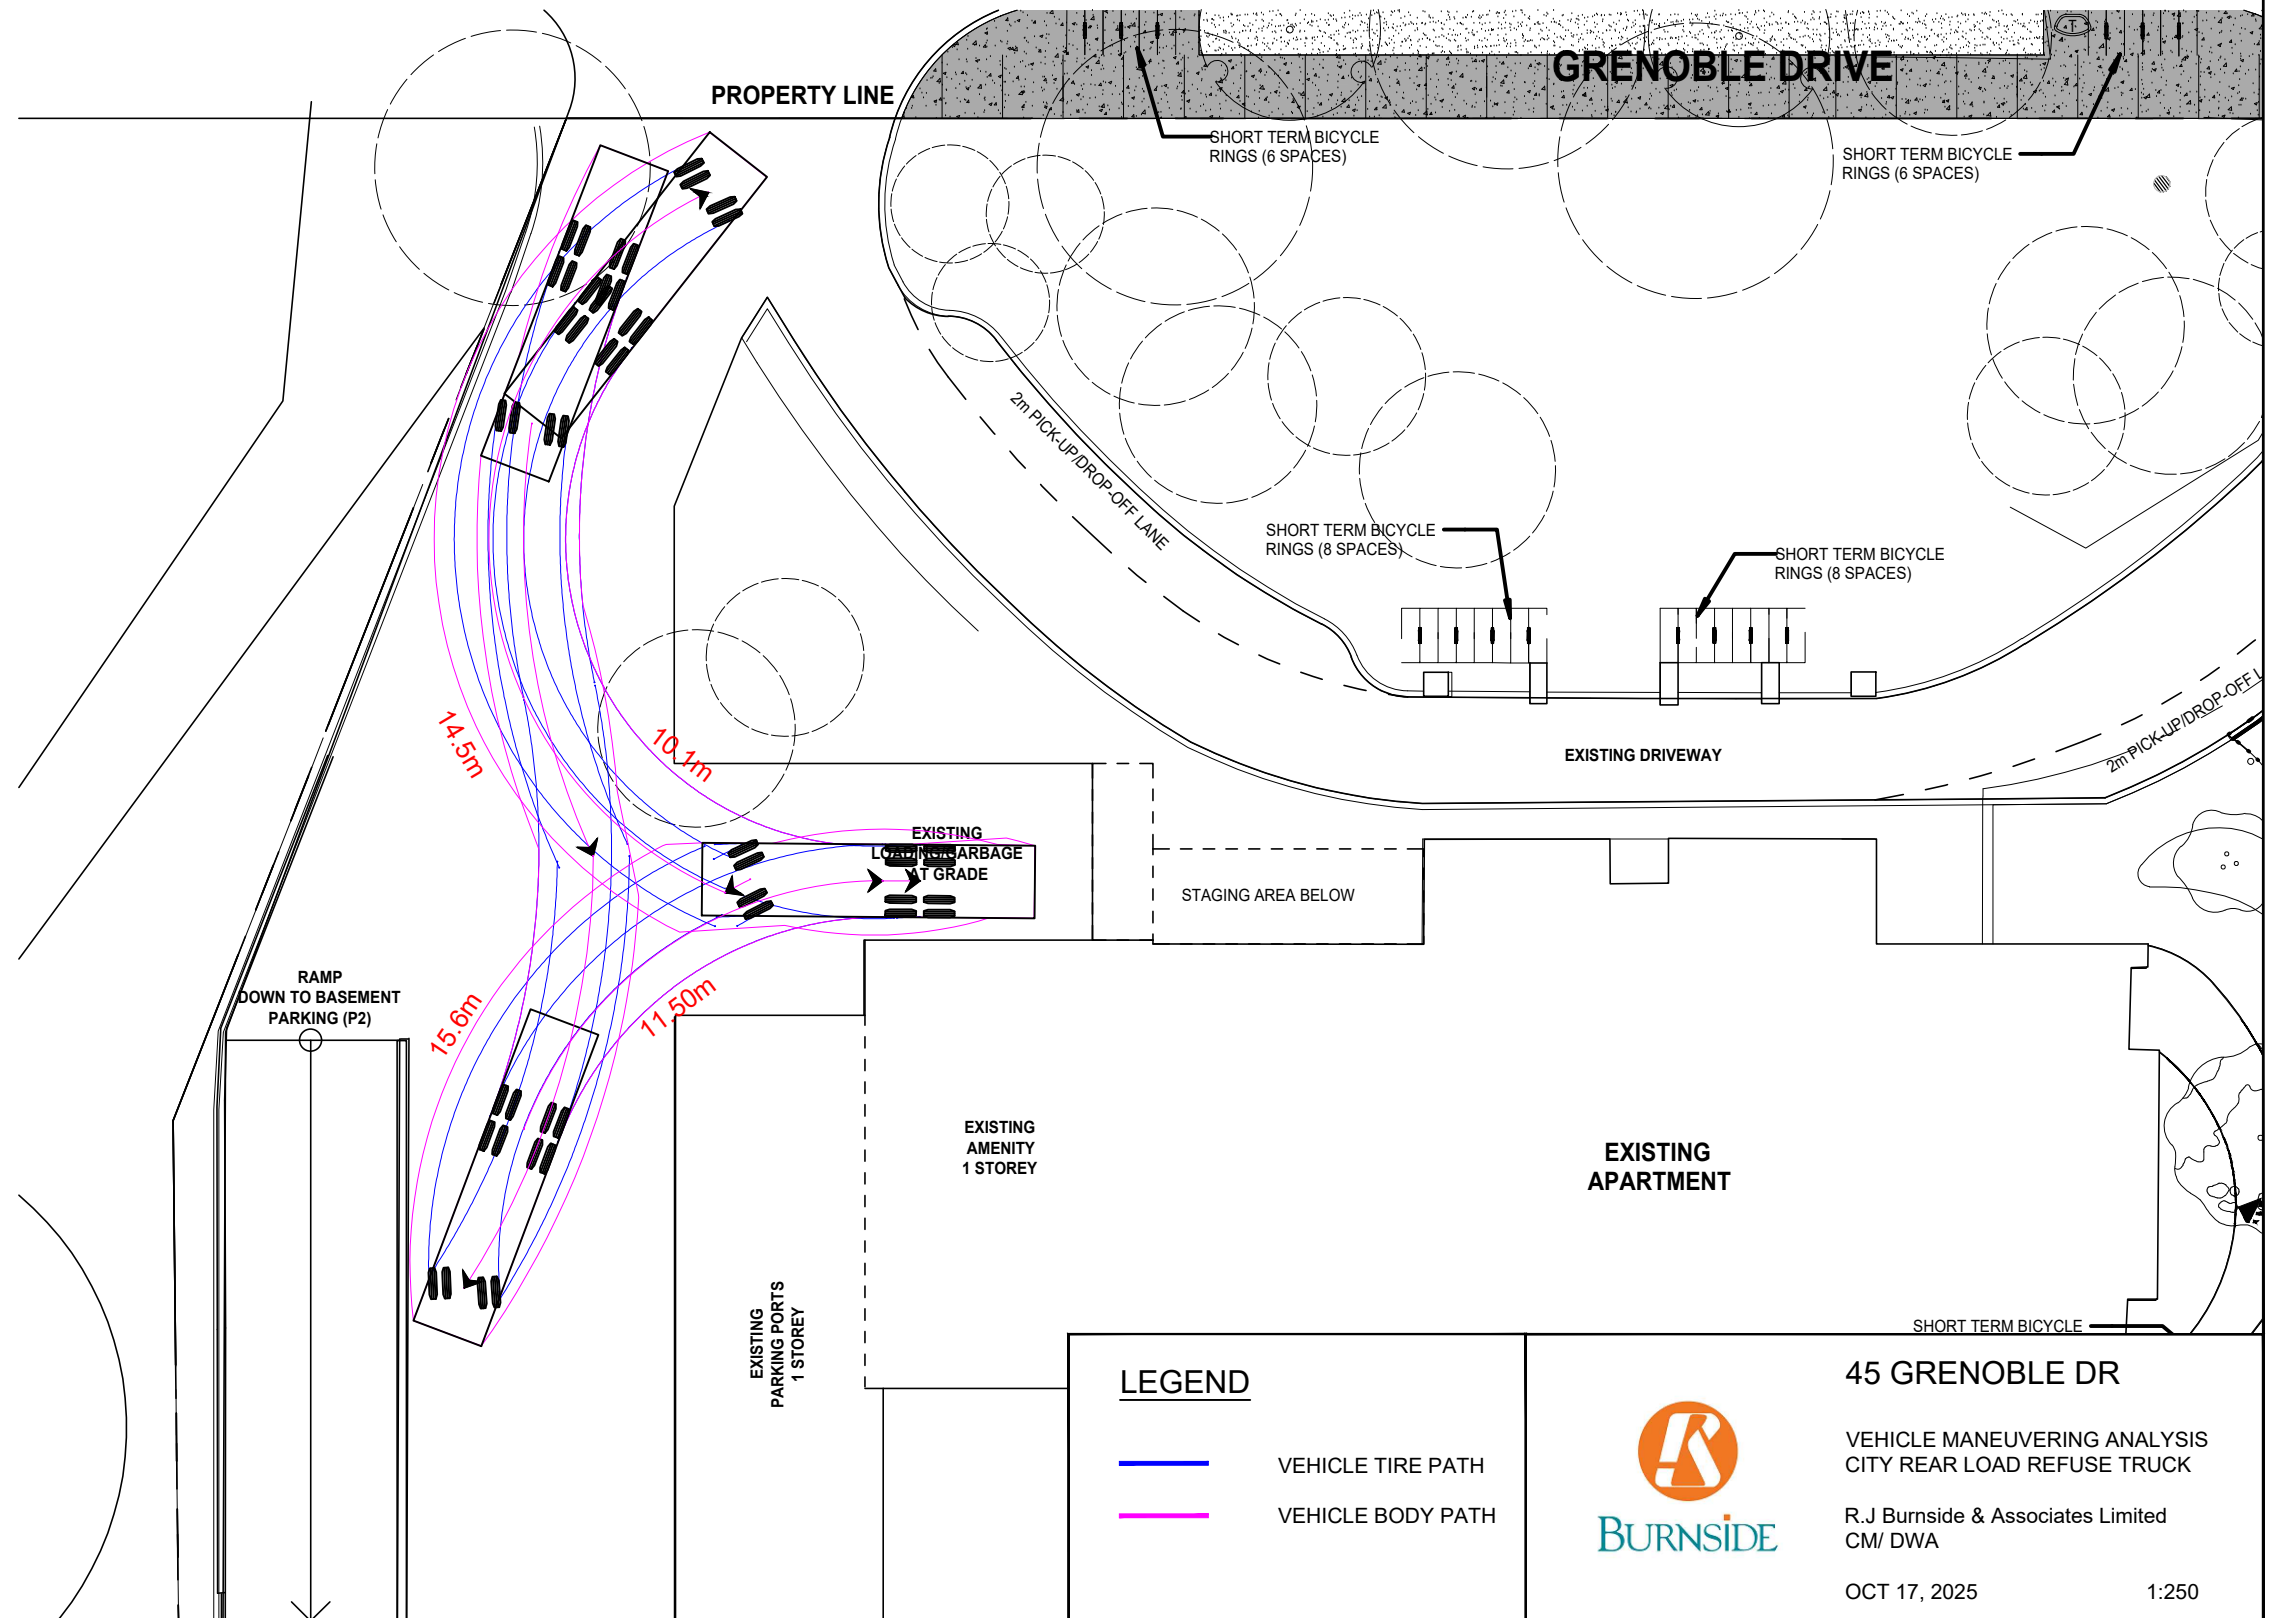 GRENOBLE DRIVE
PROPERTY LINE
SHORT TERM BICYCLE
RINGS (6 SPACES)
SHORT TERM BICYCLE
RINGS (6 SPACES)
T
2m PICK-UP/DROP-OFF LANE
SHORT TERM BICYCLE
RINGS (8 SPACES)
SHORT TERM BICYCLE
RINGS (8 SPACES)
2m PICK-UP/DROP-OFF L
EXISTING DRIVEWAY
14.5m
10.1m
EXISTING
LOADING/GARBAGE
AT GRADE
STAGING AREA BELOW
RAMP
DOWN TO BASEMENT
PARKING (P2)
15.6m
11.50m
EXISTING
AMENITY
1 STOREY
EXISTING
APARTMENT
EXISTING
PARKING PORTS
1 STOREY
SHORT TERM BICYCLE
LEGEND
VEHICLE TIRE PATH
VEHICLE BODY PATH
BURNSIDE
45 GRENOBLE DR
VEHICLE MANEUVERING ANALYSIS
CITY REAR LOAD REFUSE TRUCK
R.J Burnside & Associates Limited
CM/ DWA
OCT 17, 2025
1:250